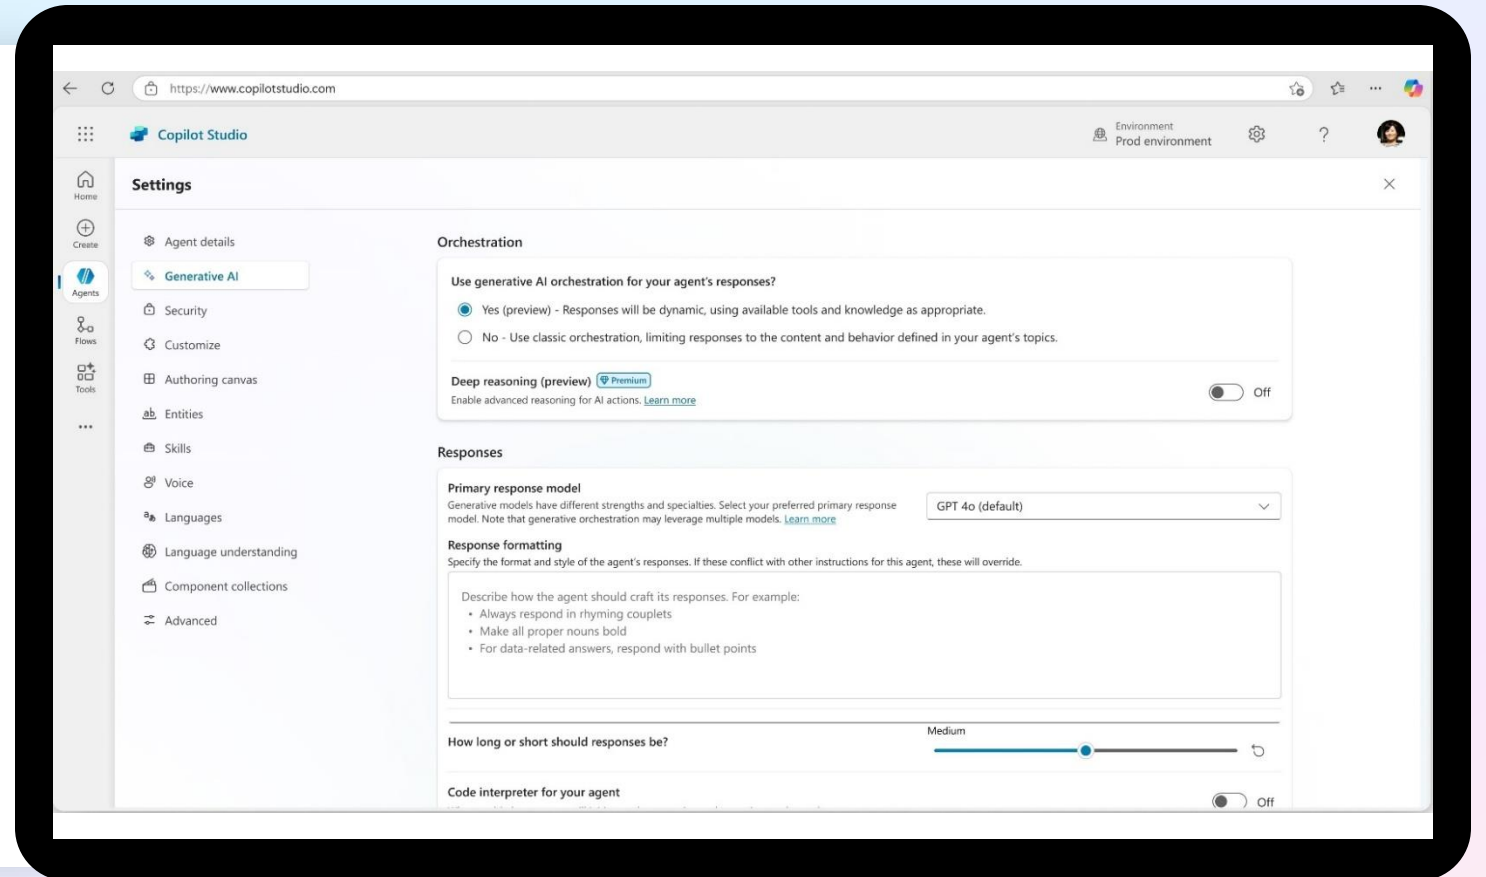 https://www.copilotstudio.com
Copilot Studio
Environment
Prod environment
?
Home
Create
Agents
Flows
Tools
Settings
Agent details
Generative AI
Security
Customize
Authoring canvas
Entities
Skills
Voice
Languages
Language understanding
Component collections
Advanced
Orchestration
Use generative AI orchestration for your agent's responses?
Yes (preview) - Responses will be dynamic, using available tools and knowledge as appropriate.
No - Use classic orchestration, limiting responses to the content and behavior defined in your agent's topics.
Deep reasoning (preview) Premium
Enable advanced reasoning for AI actions. Learn more
Off
Responses
Primary response model
Generative models have different strengths and specialties. Select your preferred primary response
model. Note that generative orchestration may leverage multiple models. Learn more
GPT 4o (default)
Response formatting
Specify the format and style of the agent's responses. If these conflict with other instructions for this agent, these will override.
Describe how the agent should craft its responses. For example:
• Always respond in rhyming couplets
• Make all proper nouns bold
• For data-related answers, respond with bullet points
How long or short should responses be?
Medium
Code interpreter for your agent
Off